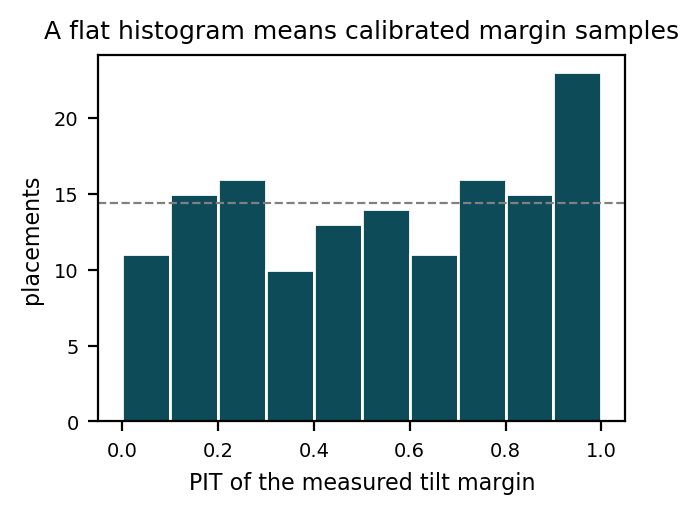 A flat histogram means calibrated margin samples
20
15
10
5
0
placements
0.0 0.2 0.4 0.6 0.8 1.0
PIT of the measured tilt margin